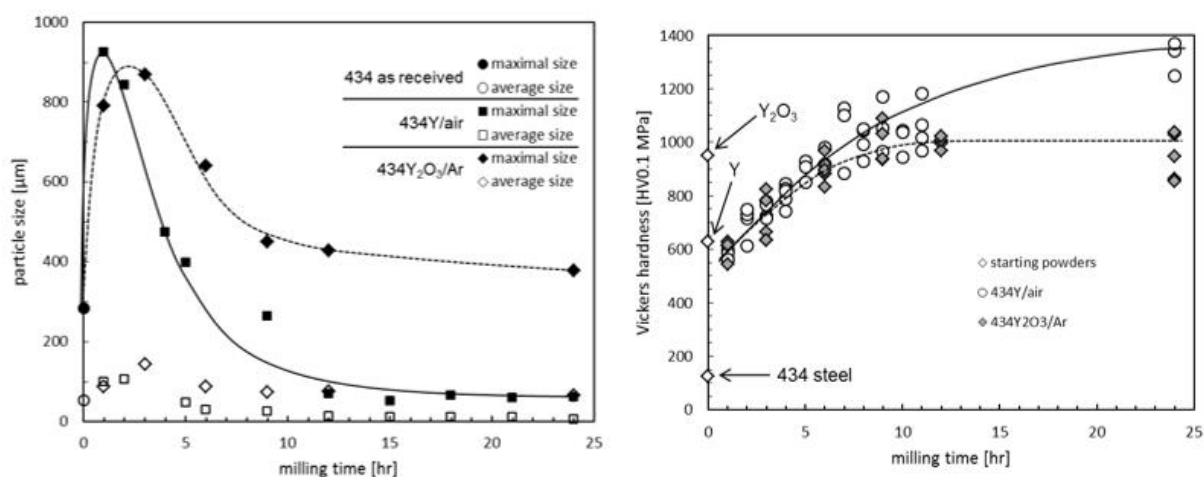 1000
800
600
400
200
0
particle size [µm]
434 as received
● maximal size
○ average size
434Y/air
■ maximal size
□ average size
434Y₂O₃/Ar
◆ maximal size
◇ average size
0 5 10 15 20 25
milling time [hr]
1400
1200
1000
800
600
400
200
0
Vickers hardness [HV0.1 MPa]
Y₂O₃
Y
434 steel
◇ starting powders
○ 434Y/air
◆ 434Y2O3/Ar
0 5 10 15 20 25
milling time [hr]